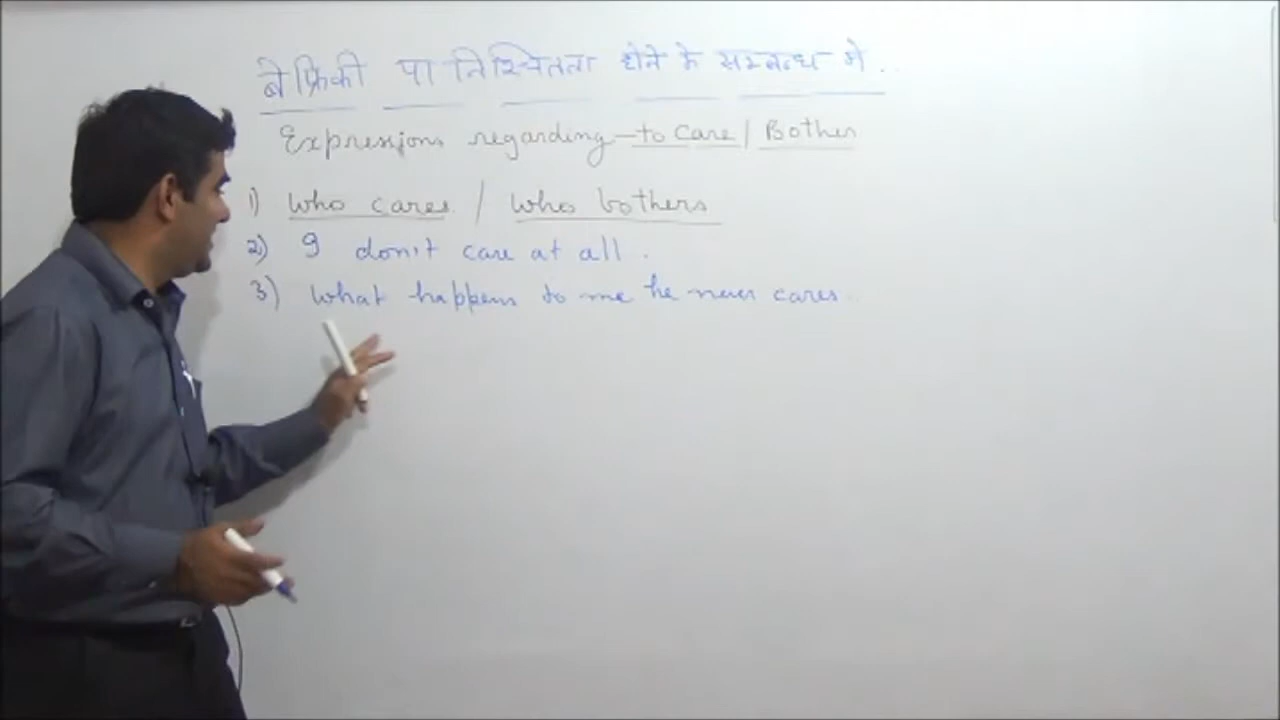 बेफ्रिकी या निश्चितता होने के सम्बन्ध मे.
Expressions regarding - to care / Bother
1) Who cares / Who bothers
2) I don't care at all.
3) What happens to me he never cares.